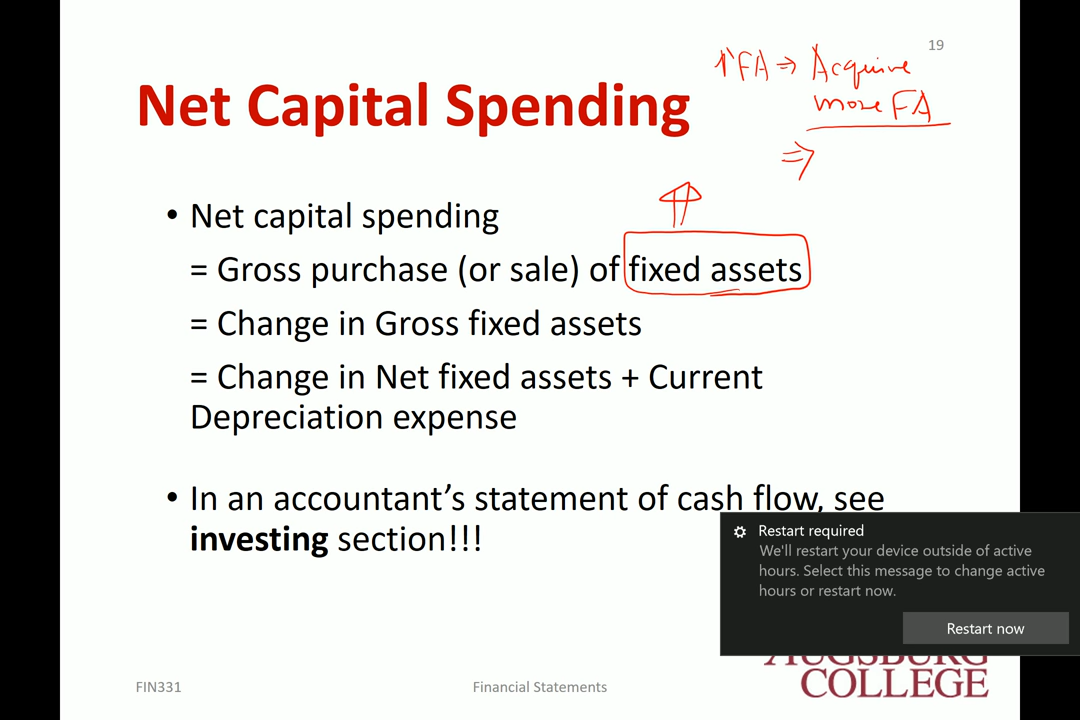 19
↑FA ⇒ Acquire
more FA
⇒
Net Capital Spending
• Net capital spending
= Gross purchase (or sale) of fixed assets
= Change in Gross fixed assets
= Change in Net fixed assets + Current
Depreciation expense
• In an accountant’s statement of cash flow, see
investing section!!!
Restart required
We'll restart your device outside of active
hours. Select this message to change active
hours or restart now.
Restart now
FIN331
Financial Statements
AUGSBURG
COLLEGE